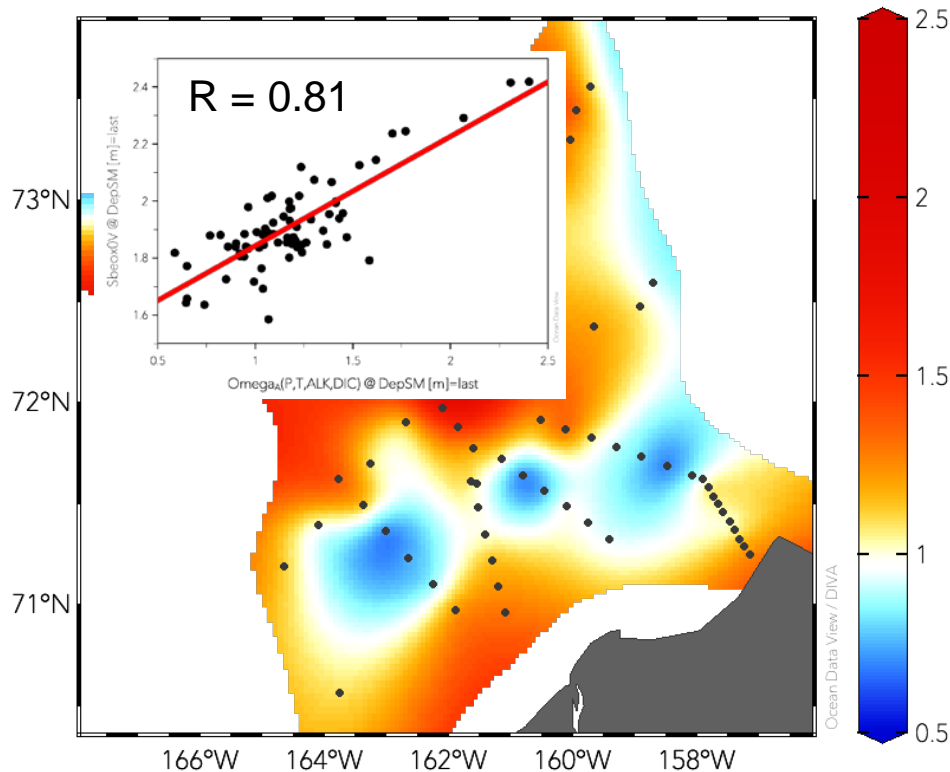 R = 0.81
2.4
2.2
2
1.8
1.6
Sbeox0V @ DepSM [m]=last
0.5
1
1.5
2
2.5
Omega_A(P,T,ALK,DIC) @ DepSM [m]=last
Ocean Data View
73°N
72°N
71°N
166°W
164°W
162°W
160°W
158°W
Ocean Data View / DIVA
2.5
2
1.5
1
0.5